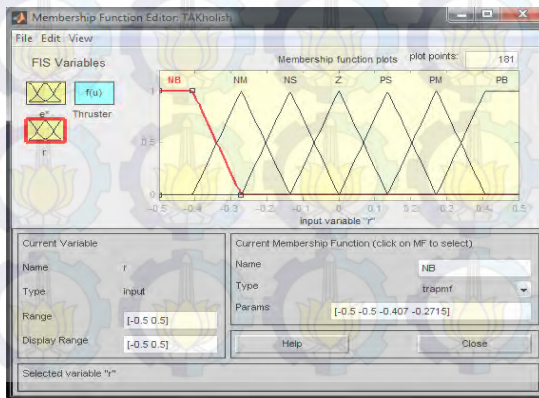 Membership Function Editor: TAKholish
File Edit View
FIS Variables
Membership function plots
plot points: 181
f(u)
e*
Thruster
r
NB NM NS Z PS PM PB
1
0.5
0
-0.5 -0.4 -0.3 -0.2 -0.1 0 0.1 0.2 0.3 0.4 0.5
input variable "r"
Current Variable
Name r
Type input
Range [-0.5 0.5]
Display Range [-0.5 0.5]
Current Membership Function (click on MF to select)
Name NB
Type trapmf
Params [-0.5 -0.5 -0.407 -0.2715]
Help Close
Selected variable "r"